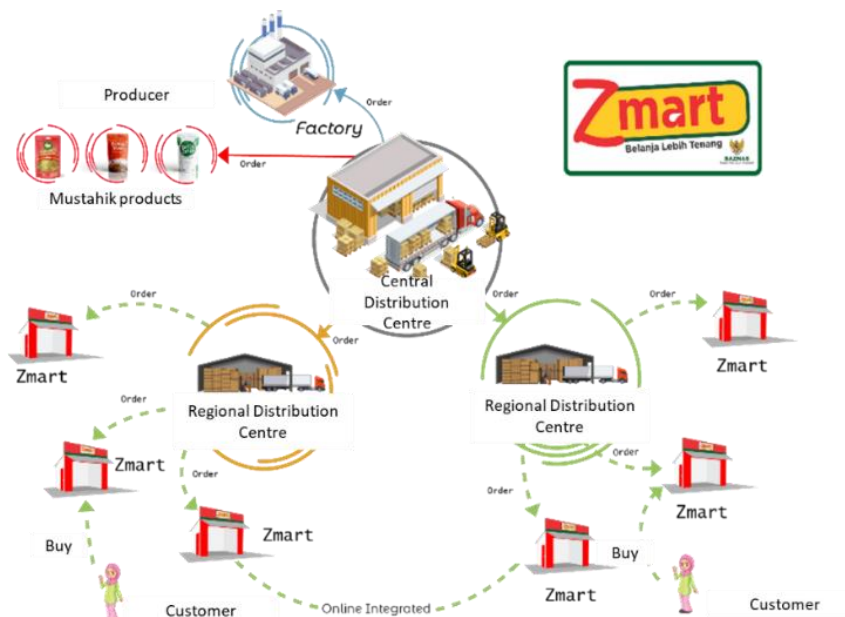 Producer
Order
Factory
Order
Mustahik products
Zmart
Belanja Lebih Tenang
BAZNAS
Central
Distribution
Centre
Order
Order
Order
Order
Zmart
Zmart
Regional Distribution
Centre
Regional Distribution
Centre
Order
Zmart
Order
Order
Order
Zmart
Zmart
Zmart
Buy
Buy
Customer
Online Integrated
Customer